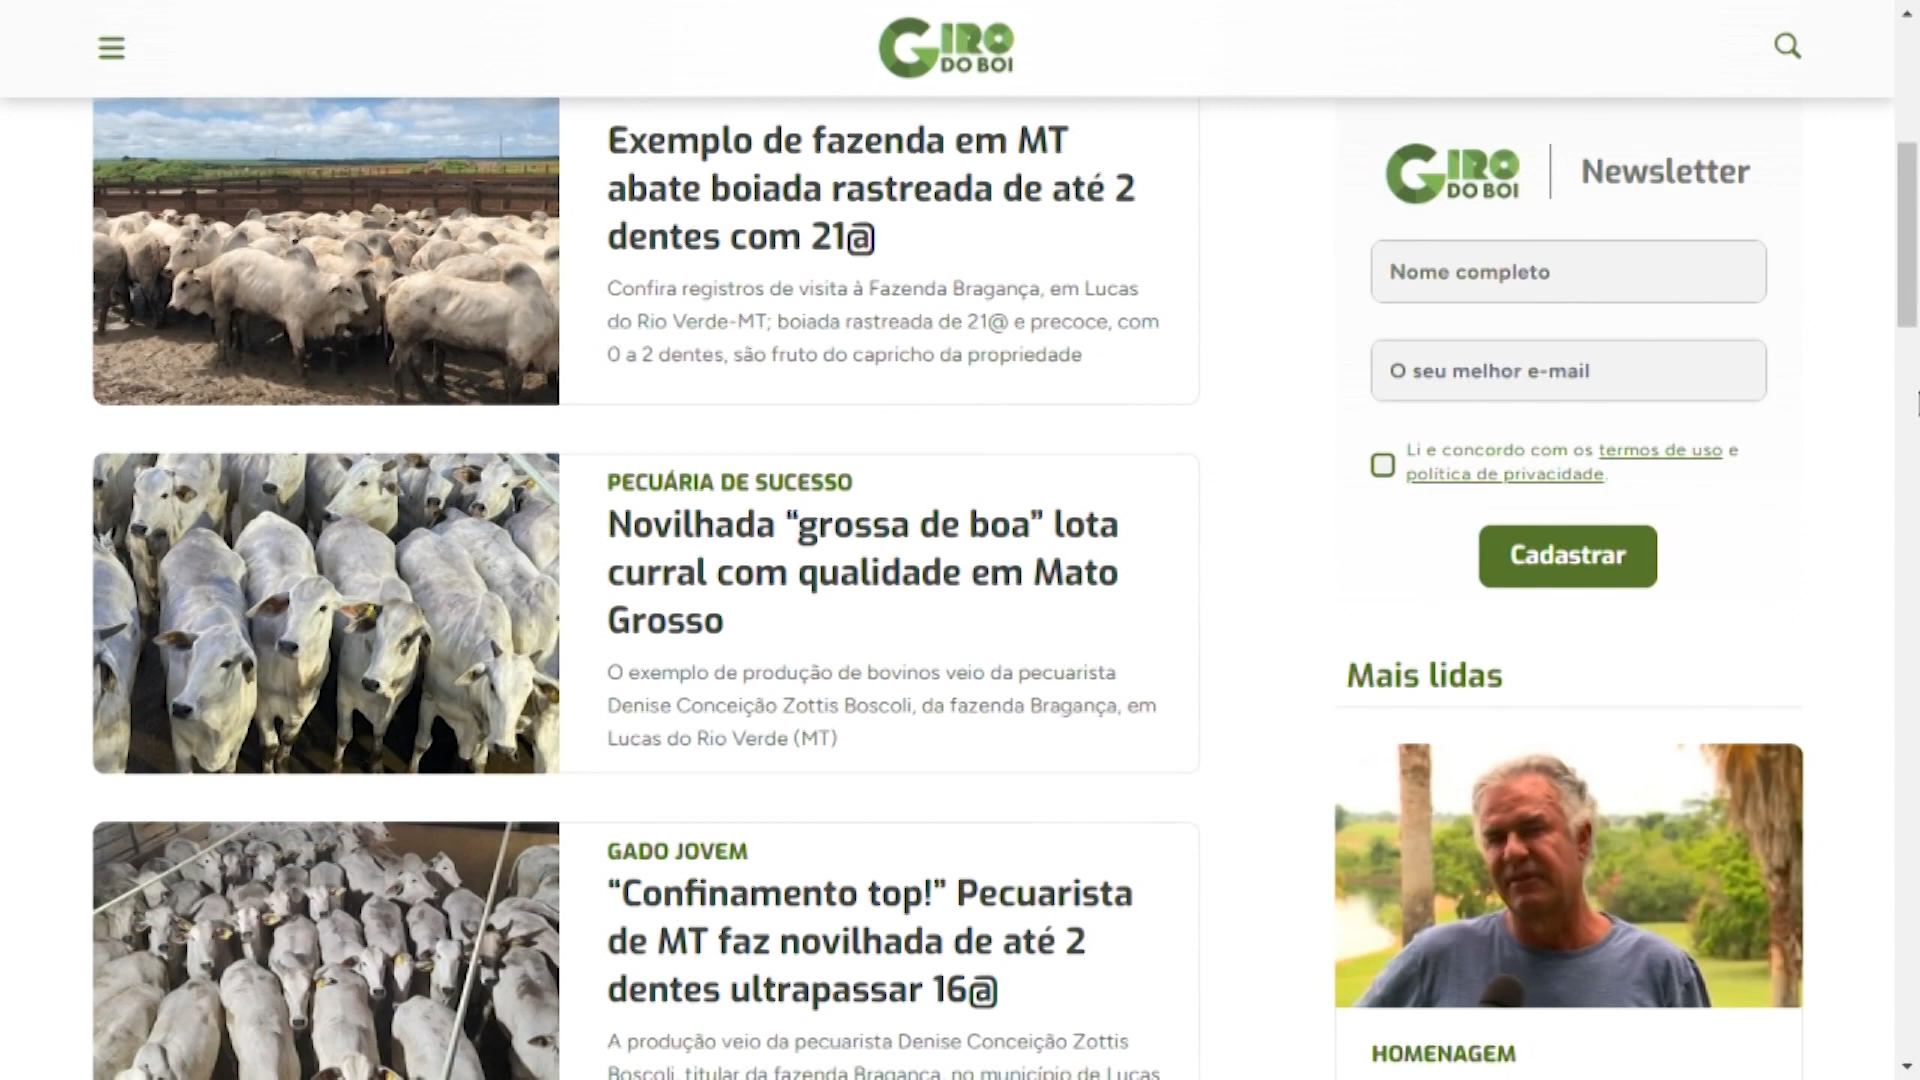 GIRO
DO BOI
Exemplo de fazenda em MT
abate boiada rastreada de até 2
dentes com 21@
Confira registros de visita à Fazenda Bragança, em Lucas
do Rio Verde-MT; boiada rastreada de 21@ e precoce, com
0 a 2 dentes, são fruto do capricho da propriedade
PECUÁRIA DE SUCESSO
Novilhada “grossa de boa” lota
curral com qualidade em Mato
Grosso
O exemplo de produção de bovinos veio da pecuarista
Denise Conceição Zottis Boscoli, da fazenda Bragança, em
Lucas do Rio Verde (MT)
GADO JOVEM
“Confinamento top!” Pecuarista
de MT faz novilhada de até 2
dentes ultrapassar 16@
A produção veio da pecuarista Denise Conceição Zottis
Boscoli, titular da fazenda Bragança, no município de Lucas
GIRO
DO BOI
Newsletter
Nome completo
O seu melhor e-mail
Li e concordo com os termos de uso e
política de privacidade.
Cadastrar
Mais lidas
HOMENAGEM